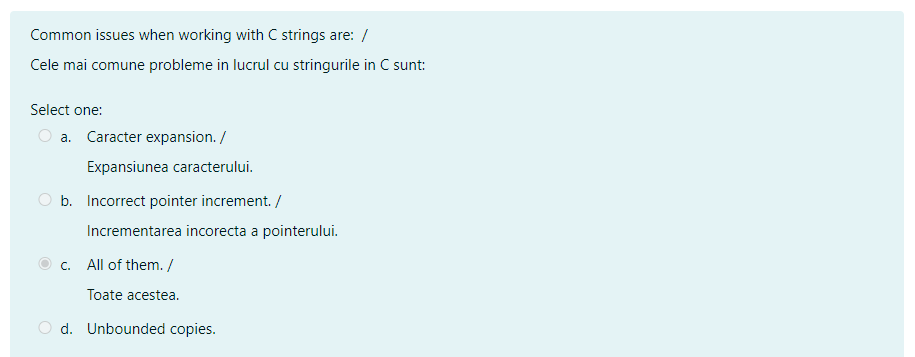 Common issues when working with C strings are: /
Cele mai comune probleme in lucrul cu stringurile in C sunt:
Select one:
a. Caracter expansion. /
Expansiunea caracterului.
b. Incorrect pointer increment. /
Incrementarea incorecta a pointerului.
c. All of them. /
Toate acestea.
d. Unbounded copies.